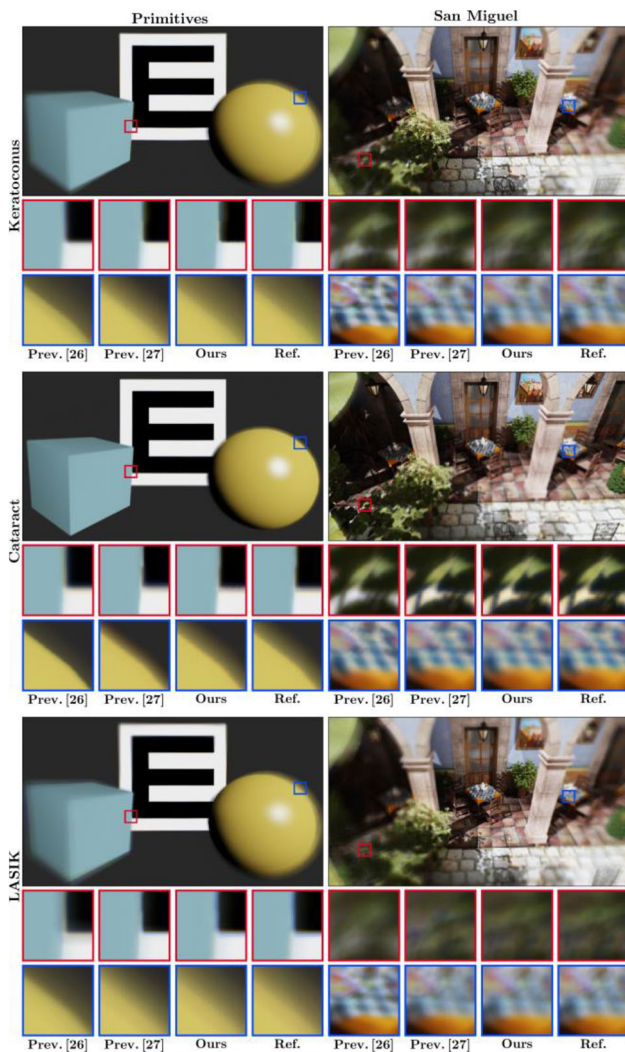 Primitives San Miguel
Keratoconus
Prev. [26] Prev. [27] Ours Ref. Prev. [26] Prev. [27] Ours Ref.
Cataract
Prev. [26] Prev. [27] Ours Ref. Prev. [26] Prev. [27] Ours Ref.
LASIK
Prev. [26] Prev. [27] Ours Ref. Prev. [26] Prev. [27] Ours Ref.